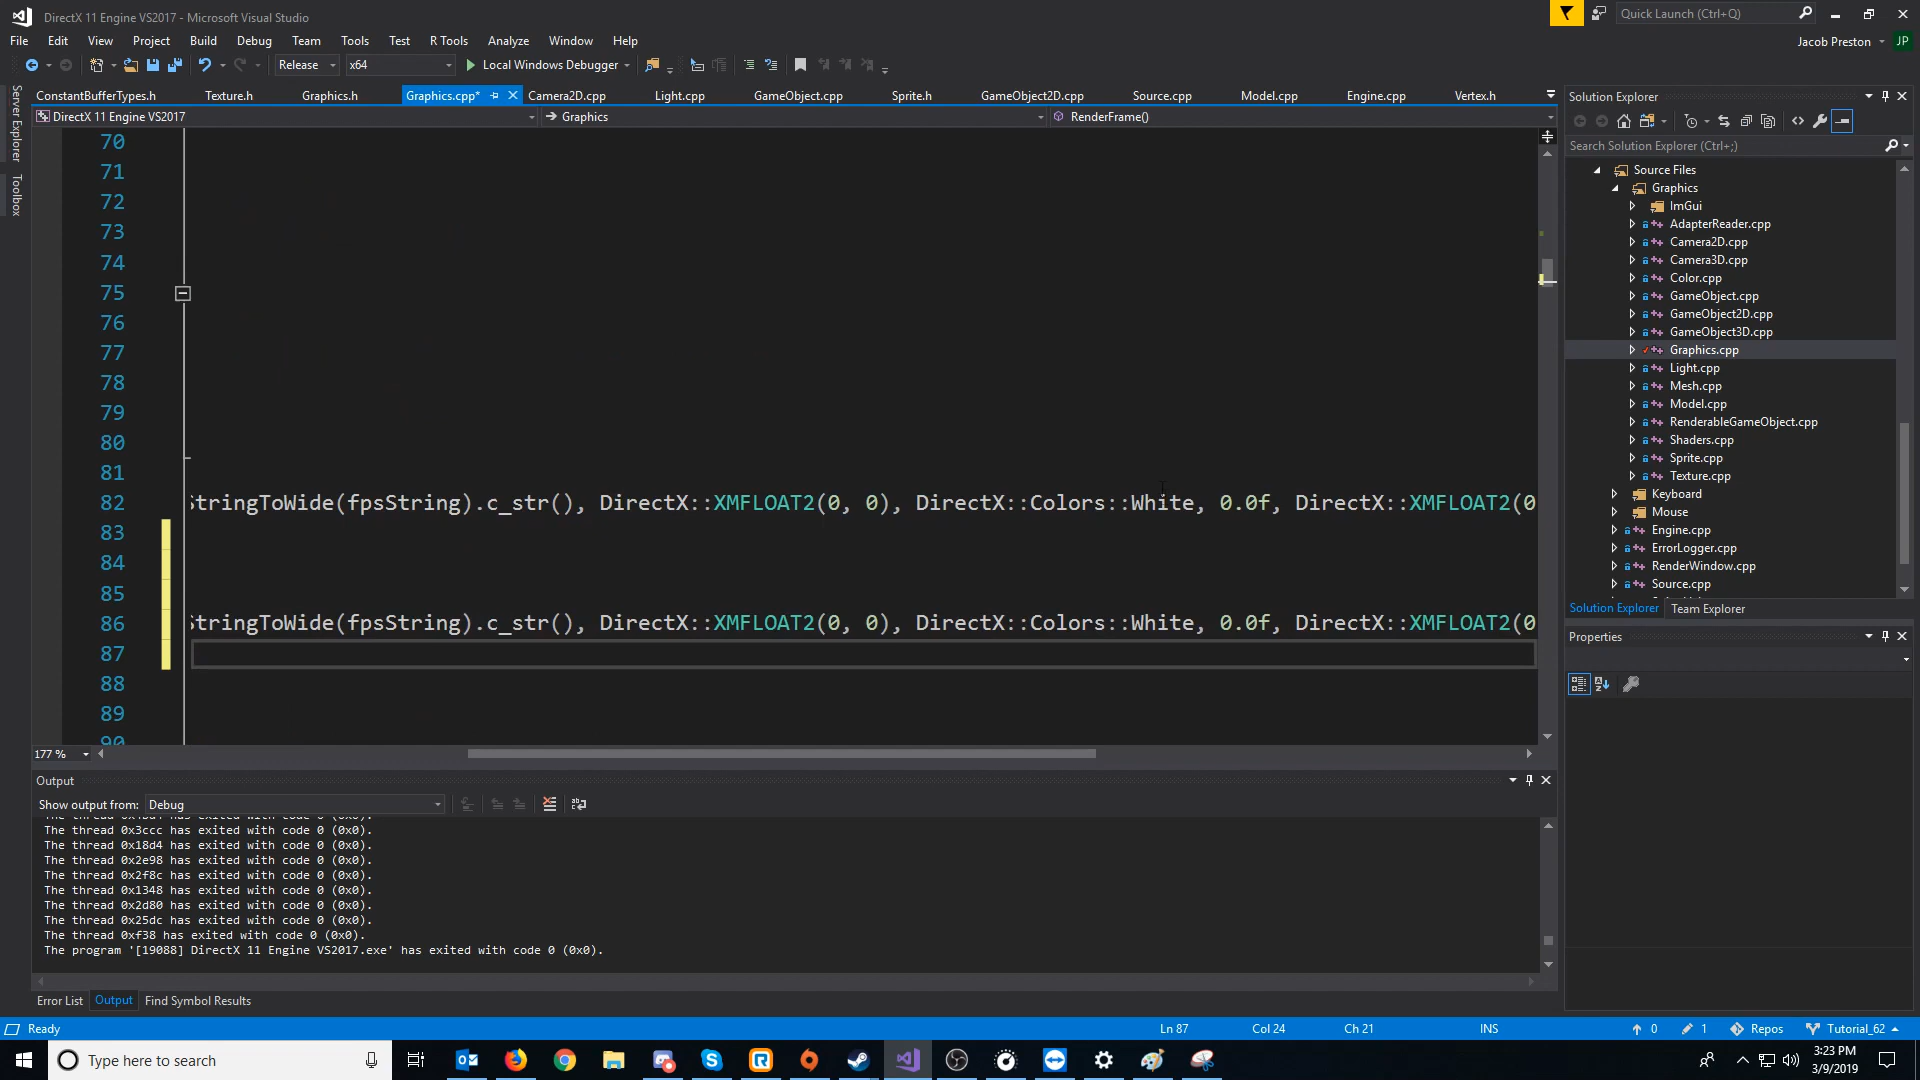 DirectX 11 Engine VS2017 - Microsoft Visual Studio
Quick Launch (Ctrl+Q)
File Edit View Project Build Debug Team Tools Test R Tools Analyze Window Help
Jacob Preston JP
Release x64 Local Windows Debugger
ConstantBufferTypes.h Texture.h Graphics.h Graphics.cpp* Camera2D.cpp Light.cpp GameObject.cpp Sprite.h GameObject2D.cpp Source.cpp Model.cpp Engine.cpp Vertex.h
DirectX 11 Engine VS2017 Graphics RenderFrame()
Server Explorer
Toolbox
70
71
72
73
74
75
76
77
78
79
80
81
82 StringToWide(fpsString).c_str(), DirectX::XMFLOAT2(0, 0), DirectX::Colors::White, 0.0f, DirectX::XMFLOAT2(0
83
84
85
86 StringToWide(fpsString).c_str(), DirectX::XMFLOAT2(0, 0), DirectX::Colors::White, 0.0f, DirectX::XMFLOAT2(0
87
88
89
90
177 %
Solution Explorer
Search Solution Explorer (Ctrl+;)
Source Files
Graphics
ImGui
AdapterReader.cpp
Camera2D.cpp
Camera3D.cpp
Color.cpp
GameObject.cpp
GameObject2D.cpp
GameObject3D.cpp
Graphics.cpp
Light.cpp
Mesh.cpp
Model.cpp
RenderableGameObject.cpp
Shaders.cpp
Sprite.cpp
Texture.cpp
Keyboard
Mouse
Engine.cpp
ErrorLogger.cpp
RenderWindow.cpp
Source.cpp
Solution Explorer Team Explorer
Properties
Output
Show output from: Debug
The thread 0x3ccc has exited with code 0 (0x0).
The thread 0x18d4 has exited with code 0 (0x0).
The thread 0x2e98 has exited with code 0 (0x0).
The thread 0x2f8c has exited with code 0 (0x0).
The thread 0x1348 has exited with code 0 (0x0).
The thread 0x2d80 has exited with code 0 (0x0).
The thread 0x25dc has exited with code 0 (0x0).
The thread 0xf38 has exited with code 0 (0x0).
The program '[19088] DirectX 11 Engine VS2017.exe' has exited with code 0 (0x0).
Error List Output Find Symbol Results
Ready Ln 87 Col 24 Ch 21 INS 0 1 Repos Tutorial_62
Type here to search
3:23 PM
3/9/2019